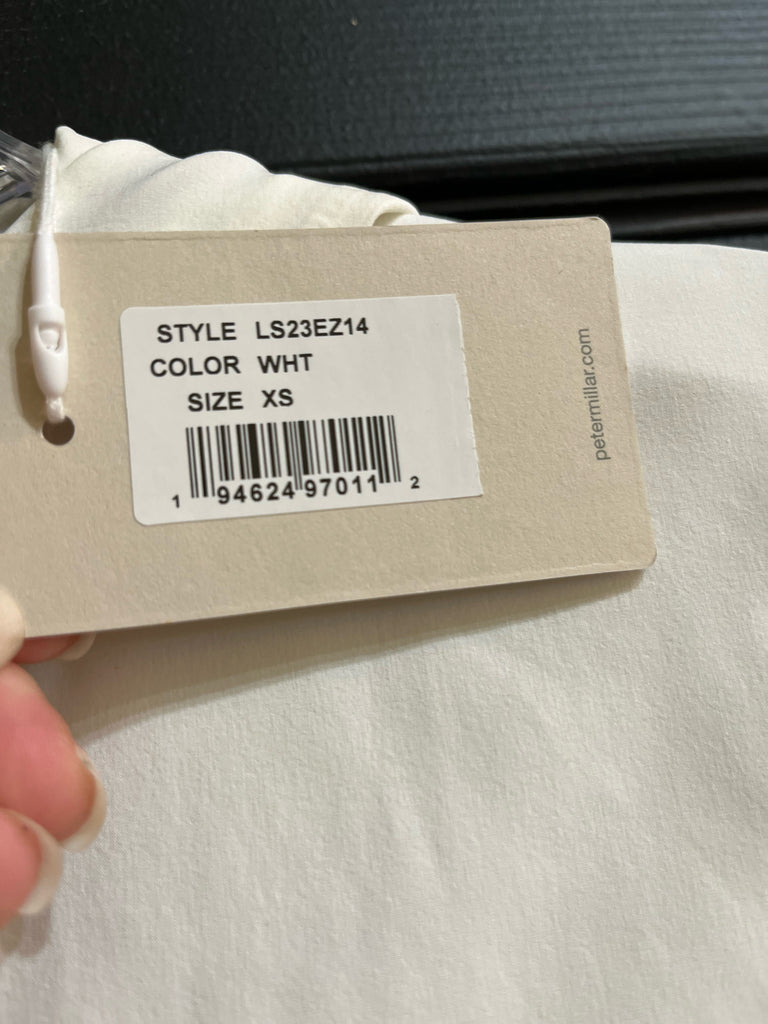 STYLE LS23EZ14
COLOR WHT
SIZE XS
1 94624 97011 2
petermillar.com